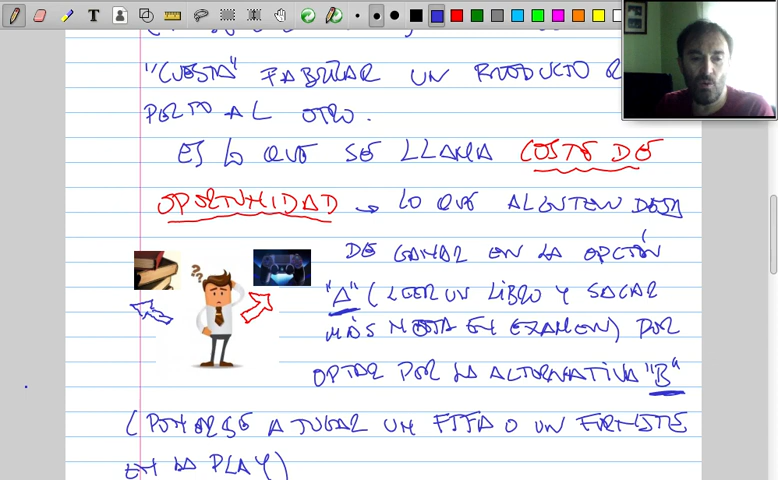 "CUESTA" FABRICAR UN PRODUCTO
PECTO AL OTRO.
ES LO QUE SE LLAMA COSTE DE
OPORTUNIDAD → LO QUE ALGUIEN DEJA
DE GANAR EN LA OPCIÓN
"A" (LEER UN LIBRO Y SACAR
MÁS NOTA EN EXAMEN) POR
OPTAR POR LA ALTERNATIVA "B"
(PONERSE A JUGAR UN FIFA O UN FORNITE
EN LA PLAY)
??